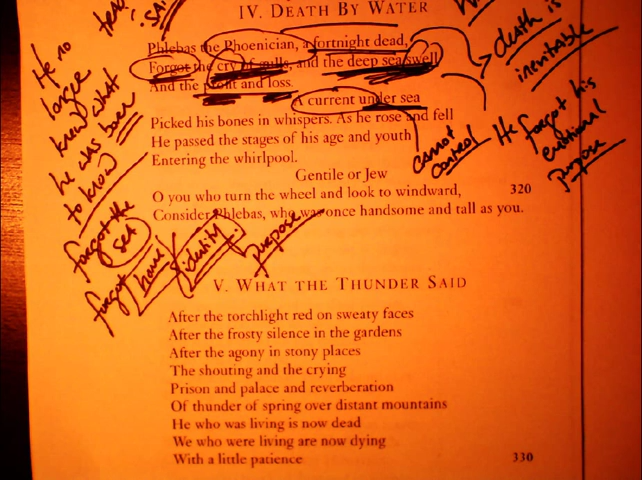 IV. DEATH BY WATER
Phlebas the Phoenician, a fortnight dead,
Forgot the cry of gulls, and the deep sea swell
And the profit and loss.
A current under sea
Picked his bones in whispers. As he rose and fell
He passed the stages of his age and youth
Entering the whirlpool.
Gentile or Jew
O you who turn the wheel and look to windward, 320
Consider Phlebas, who was once handsome and tall as you.
V. WHAT THE THUNDER SAID
After the torchlight red on sweaty faces
After the frosty silence in the gardens
After the agony in stony places
The shouting and the crying
Prison and palace and reverberation
Of thunder of spring over distant mountains
He who was living is now dead
We who were living are now dying
With a little patience 330
He no
longer
knew what
he was born
to know
forgot the
sea
forgot
home/
identity/
purpose
death is
inevitable
cannot
control
He forgot his
emotional
purpose